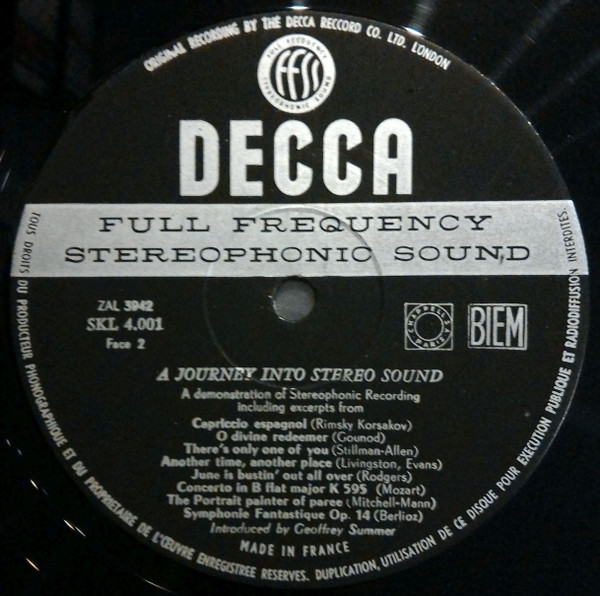 ORIGINAL RECORDING BY THE DECCA RECCORD CO. LTD. LONDON
FULL FREQUENCY
FFSS
STEREOPHONIC SOUND
DECCA
FULL FREQUENCY
STEREOPHONIC SOUND
ZAL 3942
SKL 4.001
Face 2
CHAPPELL S.A.
PARIS
BIEM
A JOURNEY INTO STEREO SOUND
A demonstration of Stereophonic Recording
including excerpts from
Capriccio espagnol (Rimsky Korsakov)
O divine redeemer (Gounod)
There's only one of you (Stillman-Allen)
Another time, another place (Livingston, Evans)
June is bustin' out all over (Rodgers)
Concerto in B flat major K 595 (Mozart)
The Portrait painter of paree (Mitchell-Mann)
Symphonie Fantastique Op. 14 (Berlioz)
Introduced by Geoffrey Summer
MADE IN FRANCE
TOUS DROITS DU PRODUCTEUR PHONOGRAPHIQUE ET DU PROPRIETAIRE DE L'ŒUVRE ENREGISTREE RESERVES. DUPLICATION, UTILISATION DE CE DISQUE POUR EXECUTION PUBLIQUE ET RADIODIFFUSION INTERDITES.